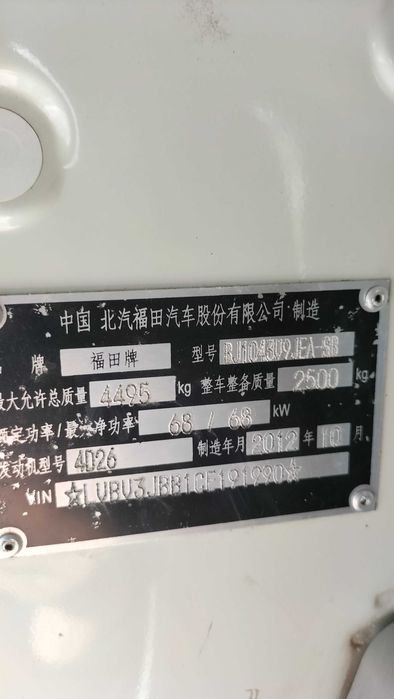 中国 北汽福田汽车股份有限公司 制造
牌 福田牌 型号 BJ1043V9JEA-SB
最大允许总质量 4495 kg 整车整备质量 2500 kg
额定功率/最大净功率 68 / 68 kW
发动机型号 4D26 制造年月 2012 年 10 月
VIN ☆LVBV3JBB1CE191990☆